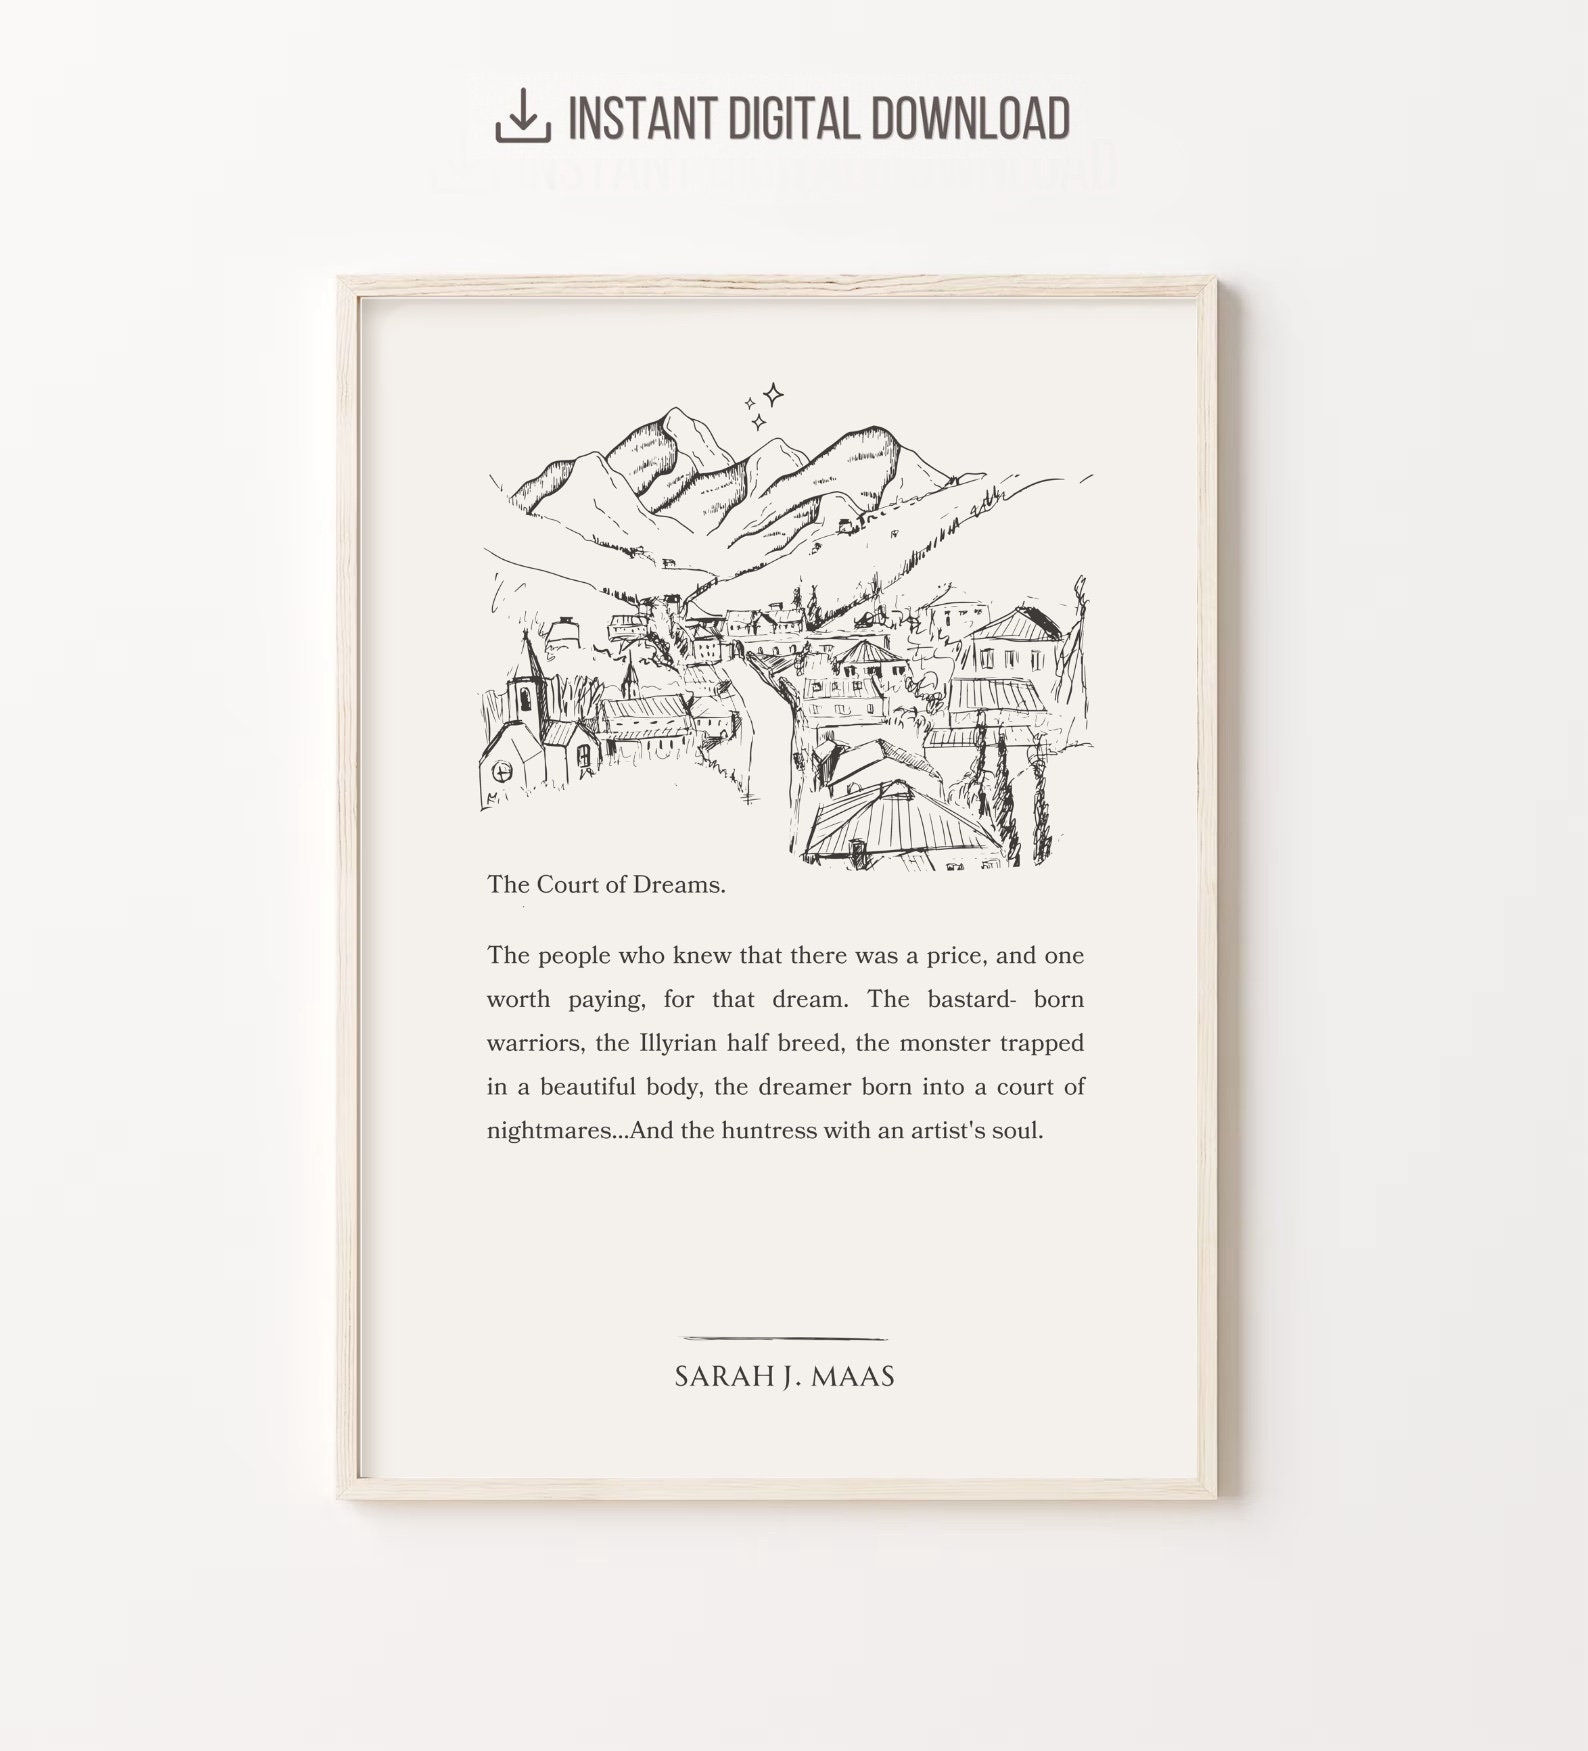 INSTANT DIGITAL DOWNLOAD
The Court of Dreams.
The people who knew that there was a price, and one
worth paying, for that dream. The bastard- born
warriors, the Illyrian half breed, the monster trapped
in a beautiful body, the dreamer born into a court of
nightmares...And the huntress with an artist's soul.
SARAH J. MAAS